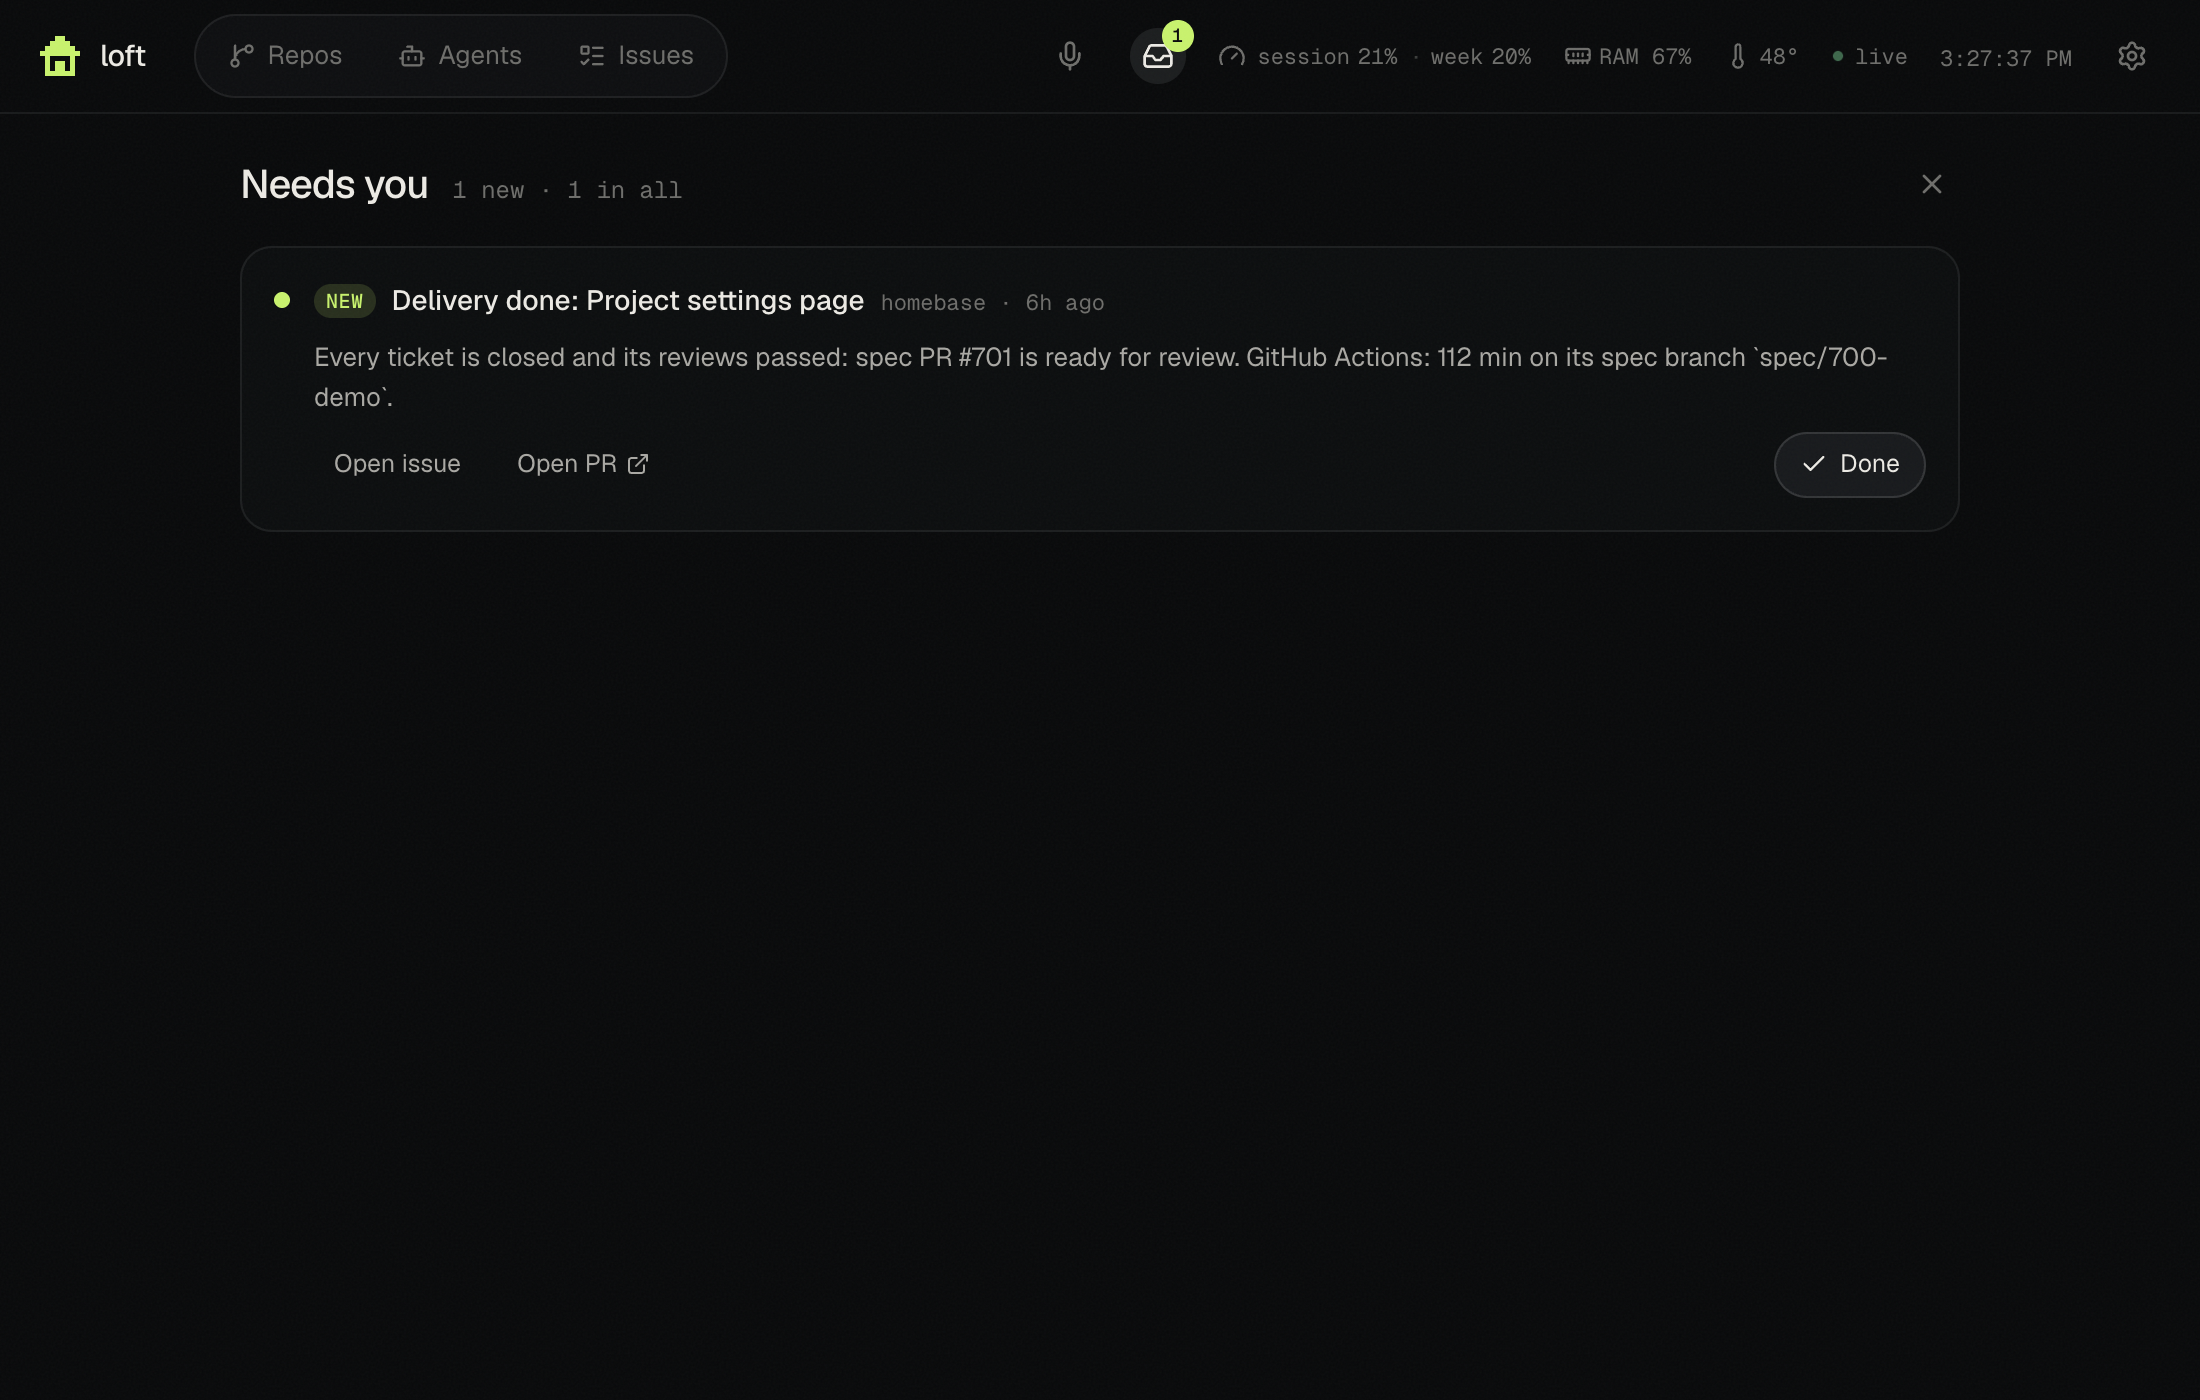 loft
Repos
Agents
Issues
1
session 21% · week 20%
RAM 67%
48°
live
3:27:37 PM
Needs you
1 new · 1 in all
NEW
Delivery done: Project settings page
homebase · 6h ago
Every ticket is closed and its reviews passed: spec PR #701 is ready for review. GitHub Actions: 112 min on its spec branch `spec/700-
demo`.
Open issue
Open PR
Done